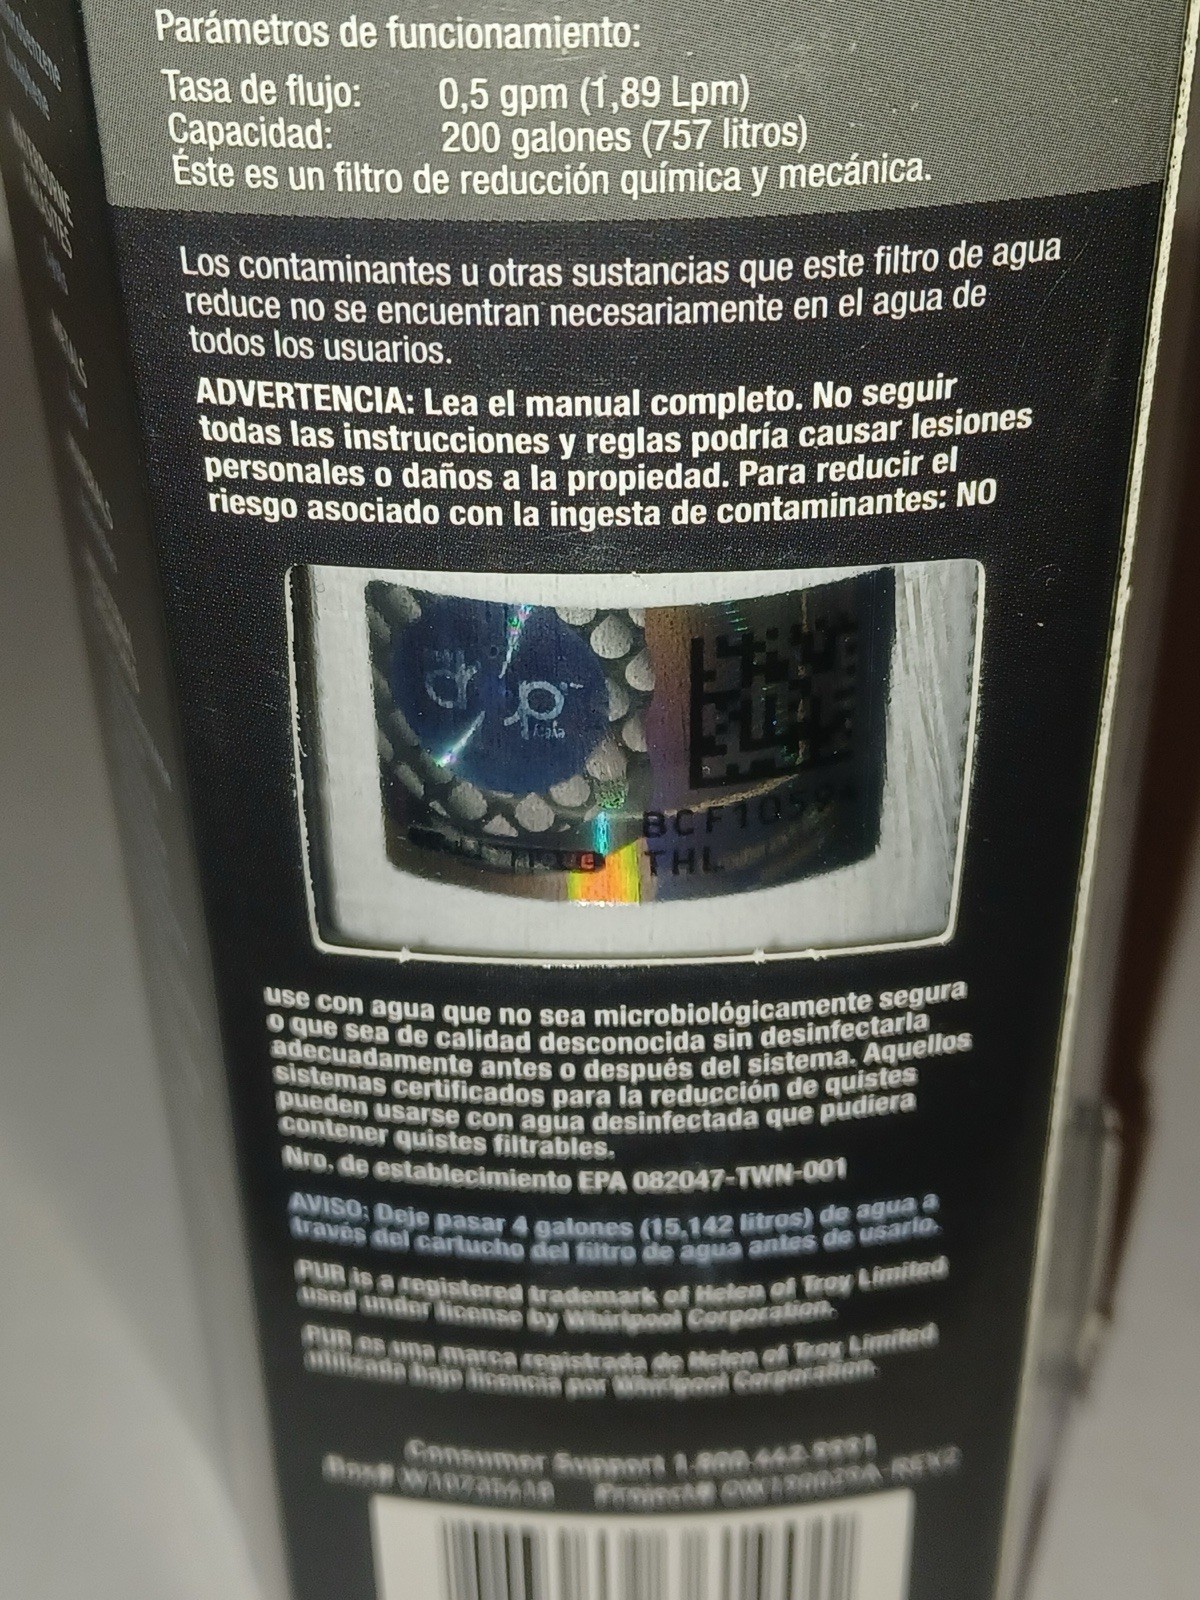 Parámetros de funcionamiento:
Tasa de flujo: 0,5 gpm (1,89 Lpm)
Capacidad: 200 galones (757 litros)
Éste es un filtro de reducción química y mecánica.
Los contaminantes u otras sustancias que este filtro de agua
reduce no se encuentran necesariamente en el agua de
todos los usuarios.
ADVERTENCIA: Lea el manual completo. No seguir
todas las instrucciones y reglas podría causar lesiones
personales o daños a la propiedad. Para reducir el
riesgo asociado con la ingesta de contaminantes: NO
THL
use con agua que no sea microbiológicamente segura
o que sea de calidad desconocida sin desinfectarla
adecuadamente antes o después del sistema. Aquellos
sistemas certificados para la reducción de quistes
pueden usarse con agua desinfectada que pudiera
contener quistes filtrables.
Nro. de establecimiento EPA 082047-TWN-001
AVISO: Deje pasar 4 galones (15,142 litros) de agua a
través del cartucho del filtro de agua antes de usarlo.
PUR is a registered trademark of Helen of Troy Limited
used under license by Whirlpool Corporation.
PUR es una marca registrada de Helen of Troy Limited
utilizada bajo licencia por Whirlpool Corporation.
Consumer Support